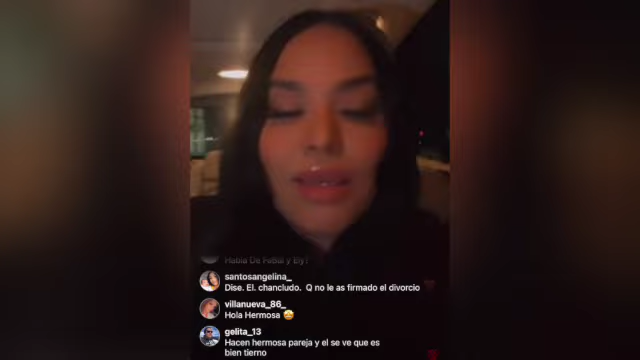 santosangelina_
Dise. El. chancludo. Q no le as firmado el divorcio
villanueva_86_
Hola Hermosa
gelita_13
Hacen hermosa pareja y el se ve que es
bien tierno